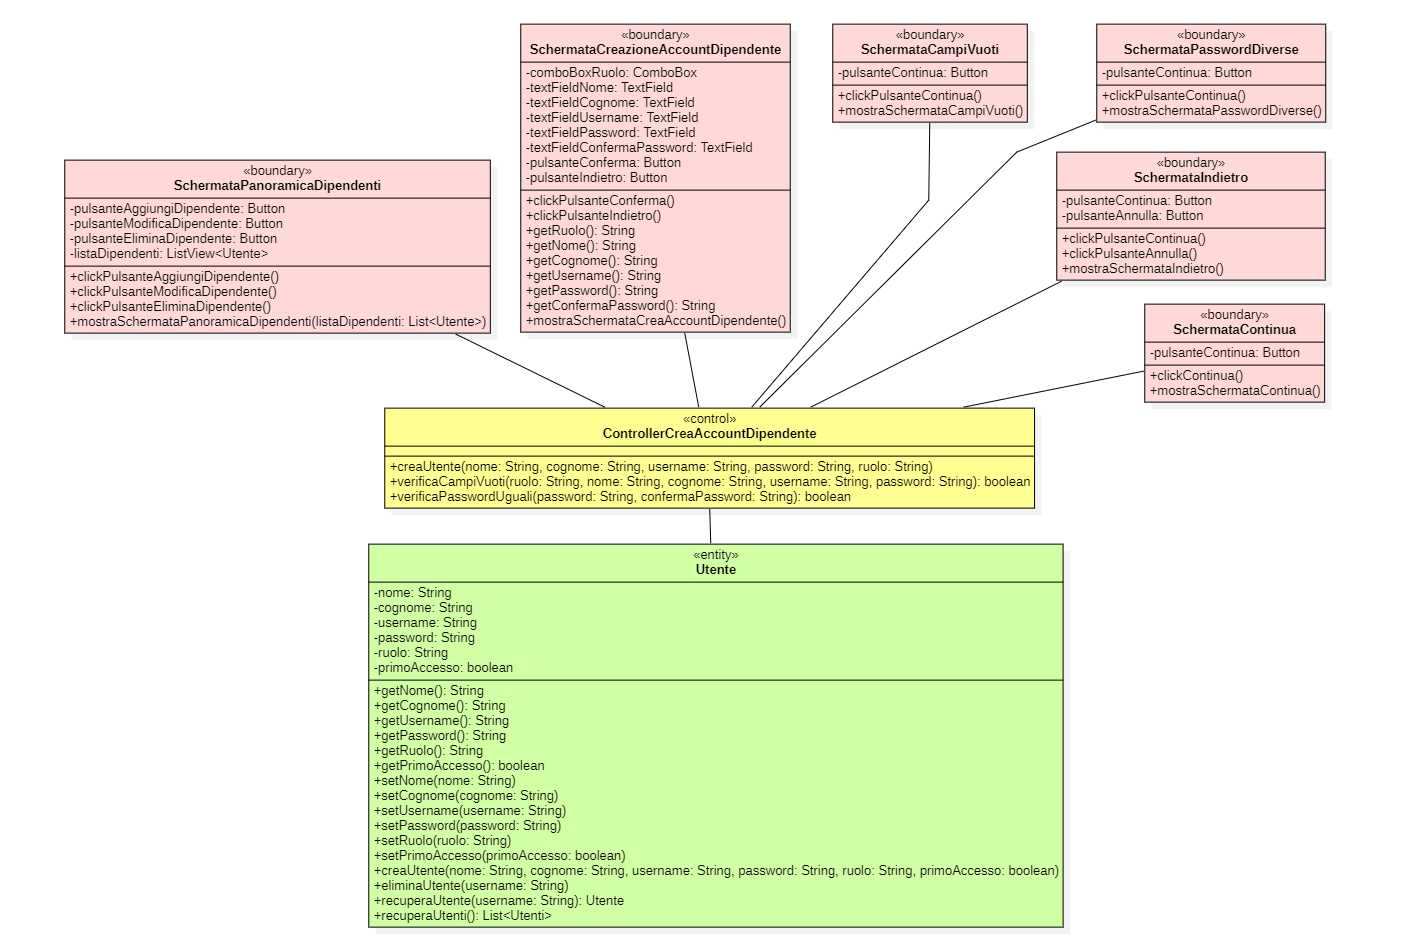 «boundary»
SchermataPanoramicaDipendenti
-pulsanteAggiungiDipendente: Button
-pulsanteModificaDipendente: Button
-pulsanteEliminaDipendente: Button
-listaDipendenti: ListView<Utente>
+clickPulsanteAggiungiDipendente()
+clickPulsanteModificaDipendente()
+clickPulsanteEliminaDipendente()
+mostraSchermataPanoramicaDipendenti(listaDipendenti: List<Utente>)
«boundary»
SchermataCreazioneAccountDipendente
-comboBoxRuolo: ComboBox
-textFieldNome: TextField
-textFieldCognome: TextField
-textFieldUsername: TextField
-textFieldPassword: TextField
-textFieldConfermaPassword: TextField
-pulsanteConferma: Button
-pulsanteIndietro: Button
+clickPulsanteConferma()
+clickPulsanteIndietro()
+getRuolo(): String
+getNome(): String
+getCognome(): String
+getUsername(): String
+getPassword(): String
+getConfermaPassword(): String
+mostraSchermataCreaAccountDipendente()
«boundary»
SchermataCampiVuoti
-pulsanteContinua: Button
+clickPulsanteContinua()
+mostraSchermataCampiVuoti()
«boundary»
SchermataPasswordDiverse
-pulsanteContinua: Button
+clickPulsanteContinua()
+mostraSchermataPasswordDiverse()
«boundary»
SchermataIndietro
-pulsanteContinua: Button
-pulsanteAnnulla: Button
+clickPulsanteContinua()
+clickPulsanteAnnulla()
+mostraSchermataIndietro()
«boundary»
SchermataContinua
-pulsanteContinua: Button
+clickContinua()
+mostraSchermataContinua()
«control»
ControllerCreaAccountDipendente
+creaUtente(nome: String, cognome: String, username: String, password: String, ruolo: String)
+verificaCampiVuoti(ruolo: String, nome: String, cognome: String, username: String, password: String): boolean
+verificaPasswordUguali(password: String, confermaPassword: String): boolean
«entity»
Utente
-nome: String
-cognome: String
-username: String
-password: String
-ruolo: String
-primoAccesso: boolean
+getNome(): String
+getCognome(): String
+getUsername(): String
+getPassword(): String
+getRuolo(): String
+getPrimoAccesso(): boolean
+setNome(nome: String)
+setCognome(cognome: String)
+setUsername(username: String)
+setPassword(password: String)
+setRuolo(ruolo: String)
+setPrimoAccesso(primoAccesso: boolean)
+creaUtente(nome: String, cognome: String, username: String, password: String, ruolo: String, primoAccesso: boolean)
+eliminaUtente(username: String)
+recuperaUtente(username: String): Utente
+recuperaUtenti(): List<Utenti>